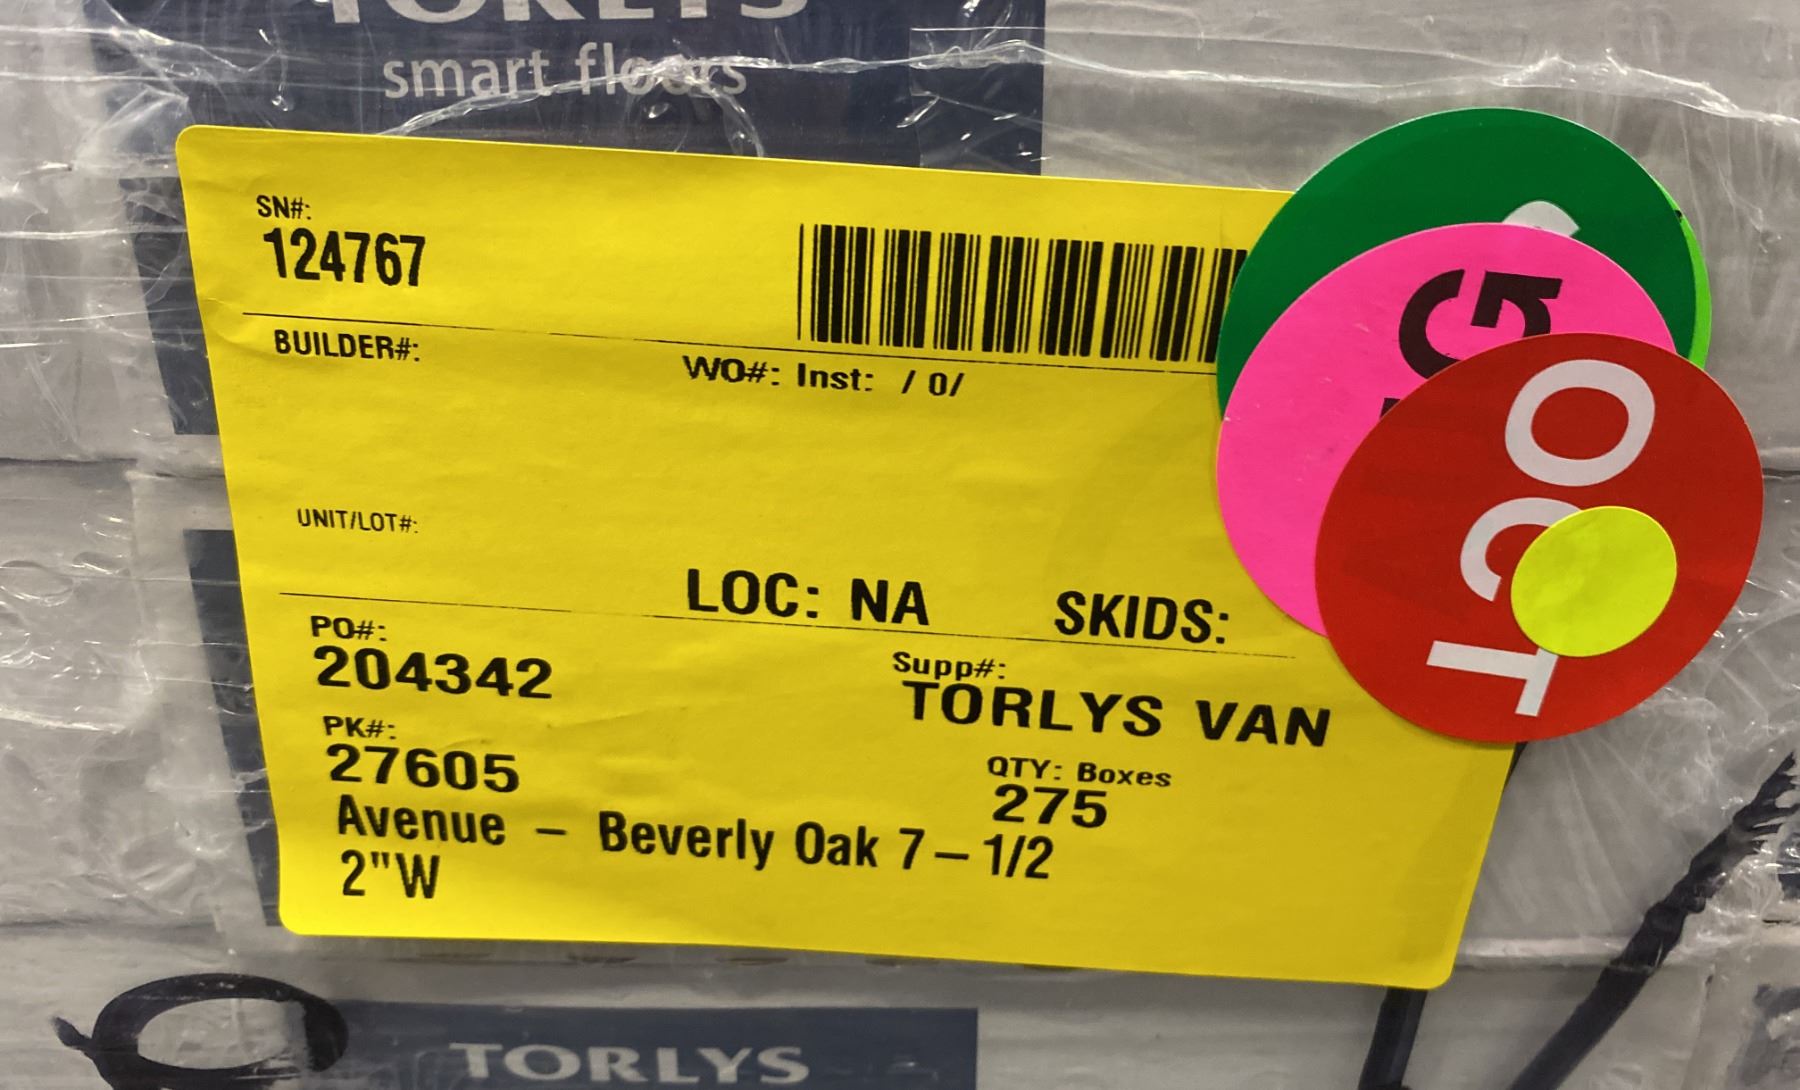 TORLYS
smart floors
SN#:
124767
BUILDER#:
WO#: Inst: / 0/
UNIT/LOT#:
LOC: NA SKIDS:
PO#:
204342
Supp#:
TORLYS VAN
PK#:
27605
QTY: Boxes
275
Avenue – Beverly Oak 7–1/2
2"W
OCT
TORLYS